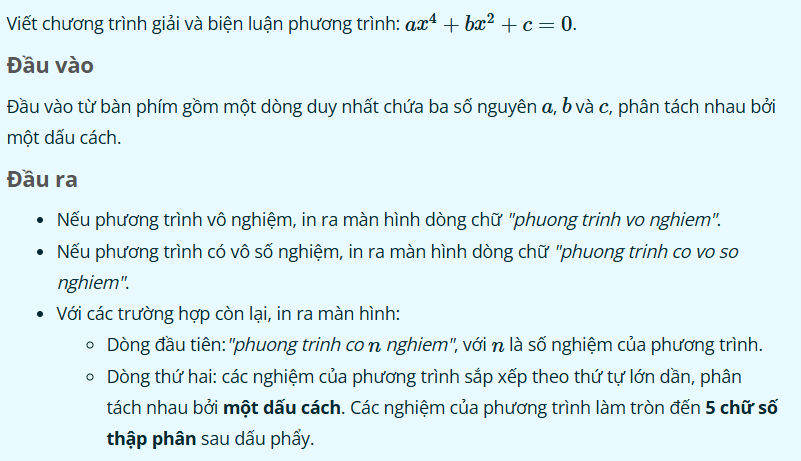 Viết chương trình giải và biện luận phương trình: ax⁴ + bx² + c = 0.
Đầu vào
Đầu vào từ bàn phím gồm một dòng duy nhất chứa ba số nguyên a, b và c, phân tách nhau bởi
một dấu cách.
Đầu ra
• Nếu phương trình vô nghiệm, in ra màn hình dòng chữ "phuong trinh vo nghiem".
• Nếu phương trình có vô số nghiệm, in ra màn hình dòng chữ "phuong trinh co vo so
nghiem".
• Với các trường hợp còn lại, in ra màn hình:
◦ Dòng đầu tiên: "phuong trinh co n nghiem", với n là số nghiệm của phương trình.
◦ Dòng thứ hai: các nghiệm của phương trình sắp xếp theo thứ tự lớn dần, phân
tách nhau bởi một dấu cách. Các nghiệm của phương trình làm tròn đến 5 chữ số
thập phân sau dấu phẩy.